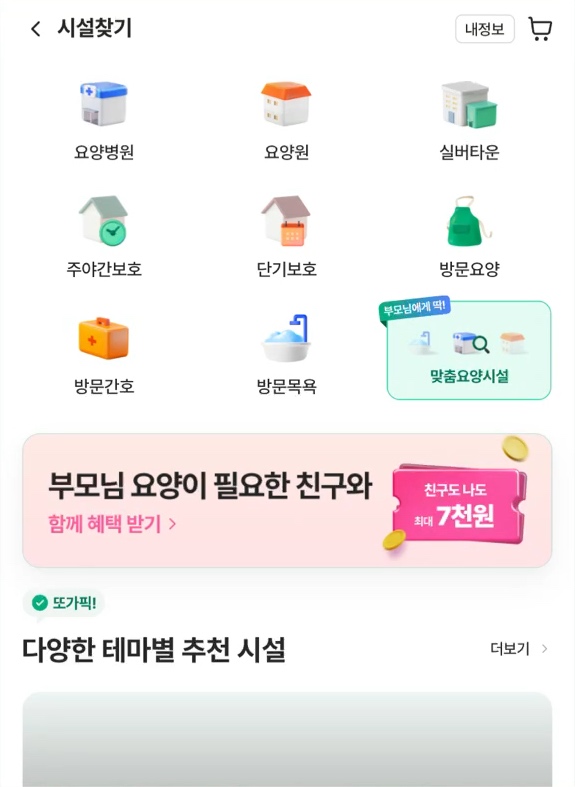 시설찾기
내정보
요양병원
요양원
실버타운
주야간보호
단기보호
방문요양
방문간호
방문목욕
부모님에게 딱!
맞춤요양시설
부모님 요양이 필요한 친구와
함께 혜택 받기 >
친구도 나도
최대 7천원
또가픽!
다양한 테마별 추천 시설
더보기 >